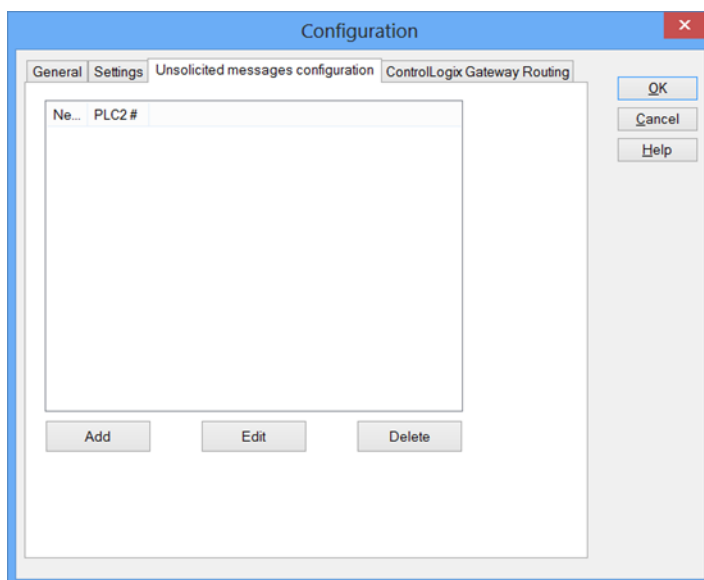 Configuration
General Settings Unsolicited messages configuration ControlLogix Gateway Routing
OK
Cancel
Help
Ne... PLC2 #
Add Edit Delete